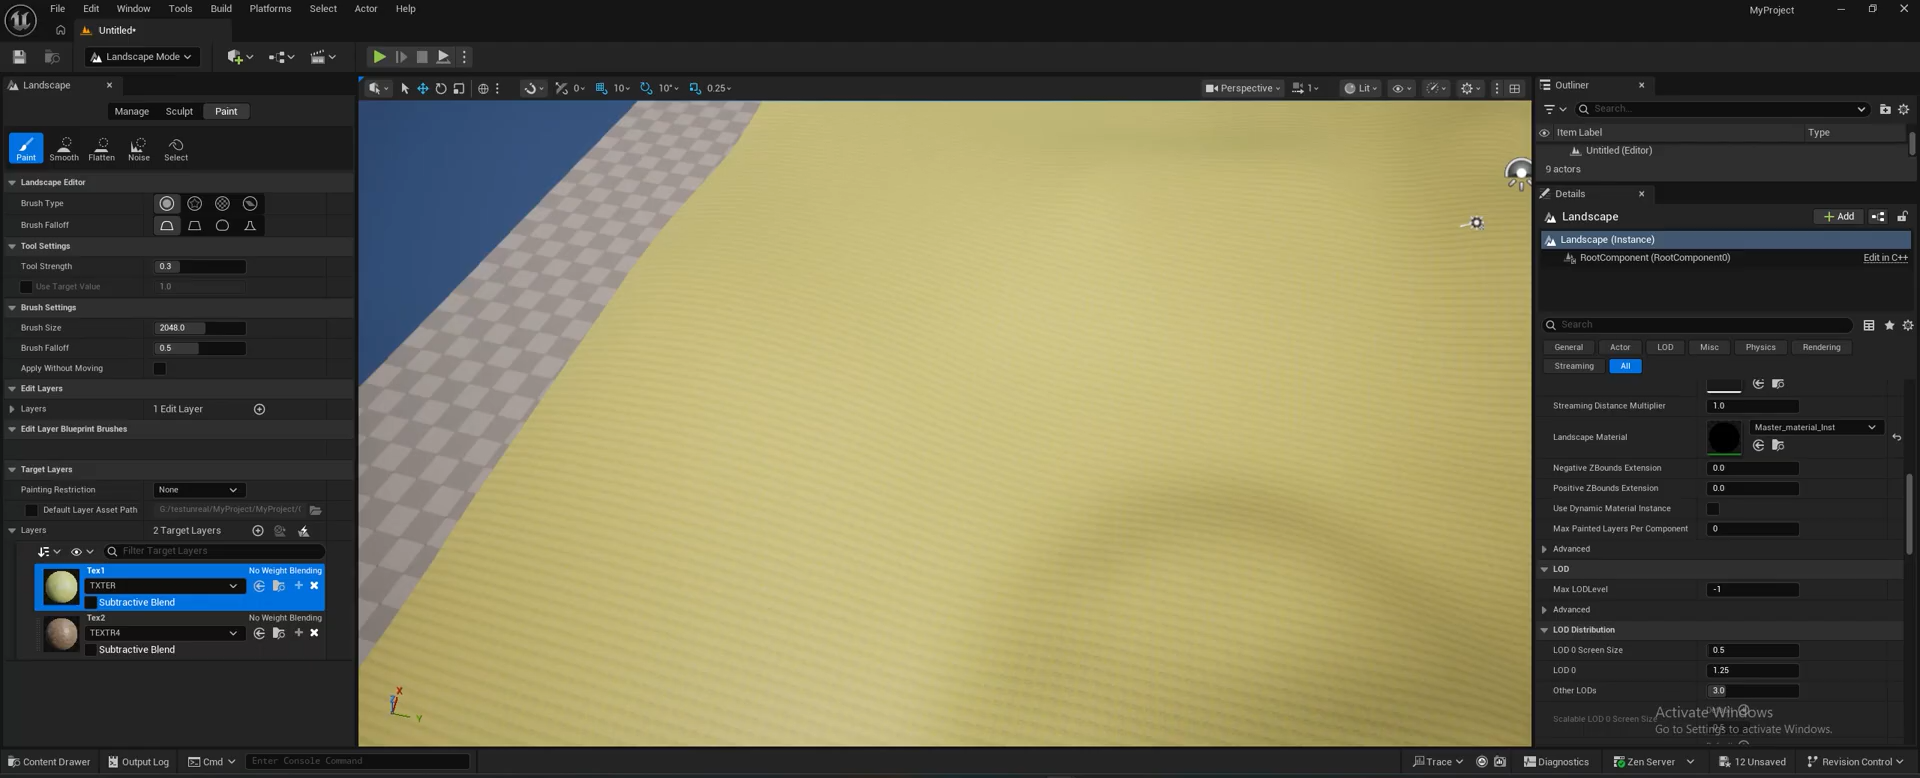 File Edit Window Tools Build Platforms Select Actor Help
MyProject
Untitled•
Landscape Mode
Landscape
Manage Sculpt Paint
Paint Smooth Flatten Noise Select
Landscape Editor
Brush Type
Brush Falloff
Tool Settings
Tool Strength 0.3
Use Target Value 1.0
Brush Settings
Brush Size 2048.0
Brush Falloff 0.5
Apply Without Moving
Edit Layers
Layers 1 Edit Layer
Edit Layer Blueprint Brushes
Target Layers
Painting Restriction None
Default Layer Asset Path G:/testunreal/MyProject/MyProject/(
Layers 2 Target Layers
Filter Target Layers
Tex1 No Weight Blending
TXTER
Subtractive Blend
Tex2 No Weight Blending
TEXTR4
Subtractive Blend
0 10 10° 0.25
Perspective 1 Lit
X
Z
Y
Outliner
Search...
Item Label Type
Untitled (Editor)
9 actors
Details
Landscape Add
Landscape (Instance)
RootComponent (RootComponent0) Edit in C++
Search
General Actor LOD Misc Physics Rendering
Streaming All
Streaming Distance Multiplier 1.0
Landscape Material Master_material_Inst
Negative ZBounds Extension 0.0
Positive ZBounds Extension 0.0
Use Dynamic Material Instance
Max Painted Layers Per Component 0
Advanced
LOD
Max LODLevel -1
Advanced
LOD Distribution
LOD 0 Screen Size 0.5
LOD 0 1.25
Other LODs 3.0
Scalable LOD 0 Screen Size
Activate Windows
Go to Settings to activate Windows.
Content Drawer Output Log Cmd Enter Console Command
Trace Diagnostics Zen Server 12 Unsaved Revision Control